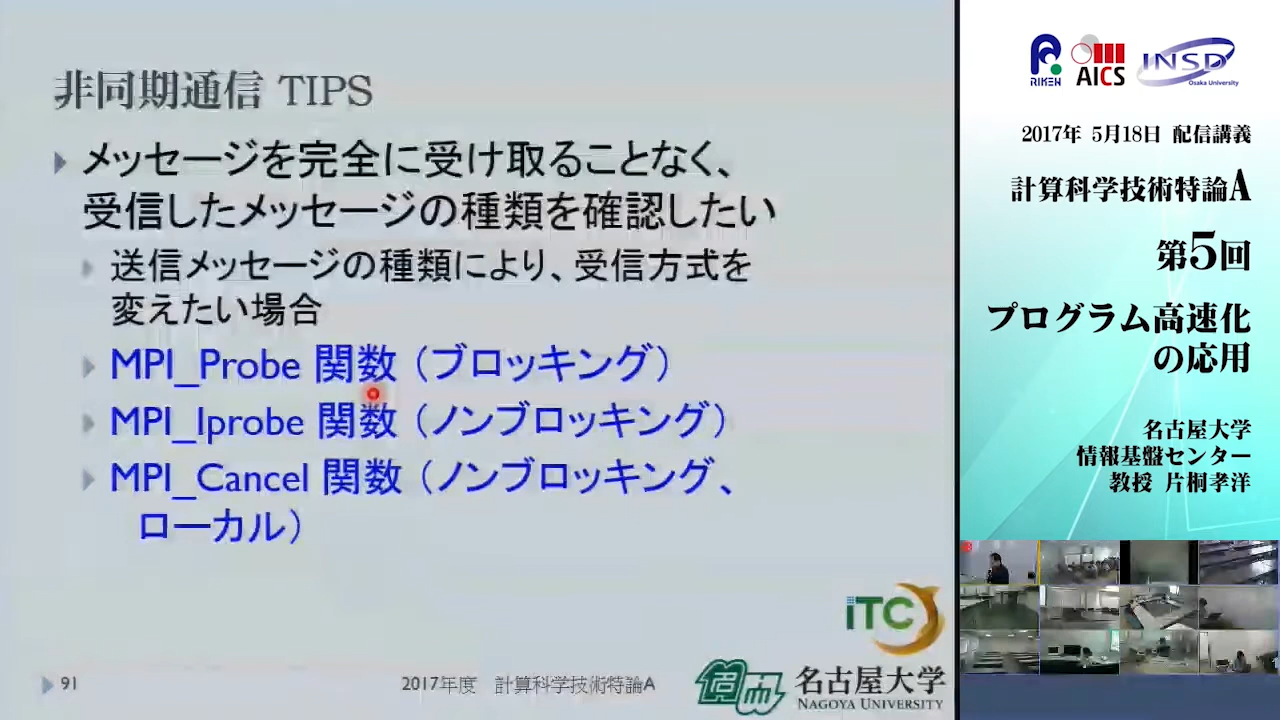 非同期通信 TIPS
メッセージを完全に受け取ることなく、
受信したメッセージの種類を確認したい
送信メッセージの種類により、受信方式を
変えたい場合
MPI_Probe 関数（ブロッキング）
MPI_Iprobe 関数（ノンブロッキング）
MPI_Cancel 関数（ノンブロッキング、
ローカル）
91
2017年度 計算科学技術特論A
iTC
名大
名古屋大学
NAGOYA UNIVERSITY
RIKEN
AICS
INSD
Osaka University
2017年 5月18日 配信講義
計算科学技術特論A
第5回
プログラム高速化
の応用
名古屋大学
情報基盤センター
教授 片桐孝洋